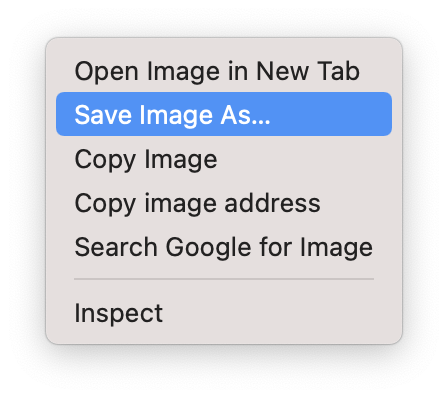 Open Image in New Tab
Save Image As...
Copy Image
Copy image address
Search Google for Image
Inspect